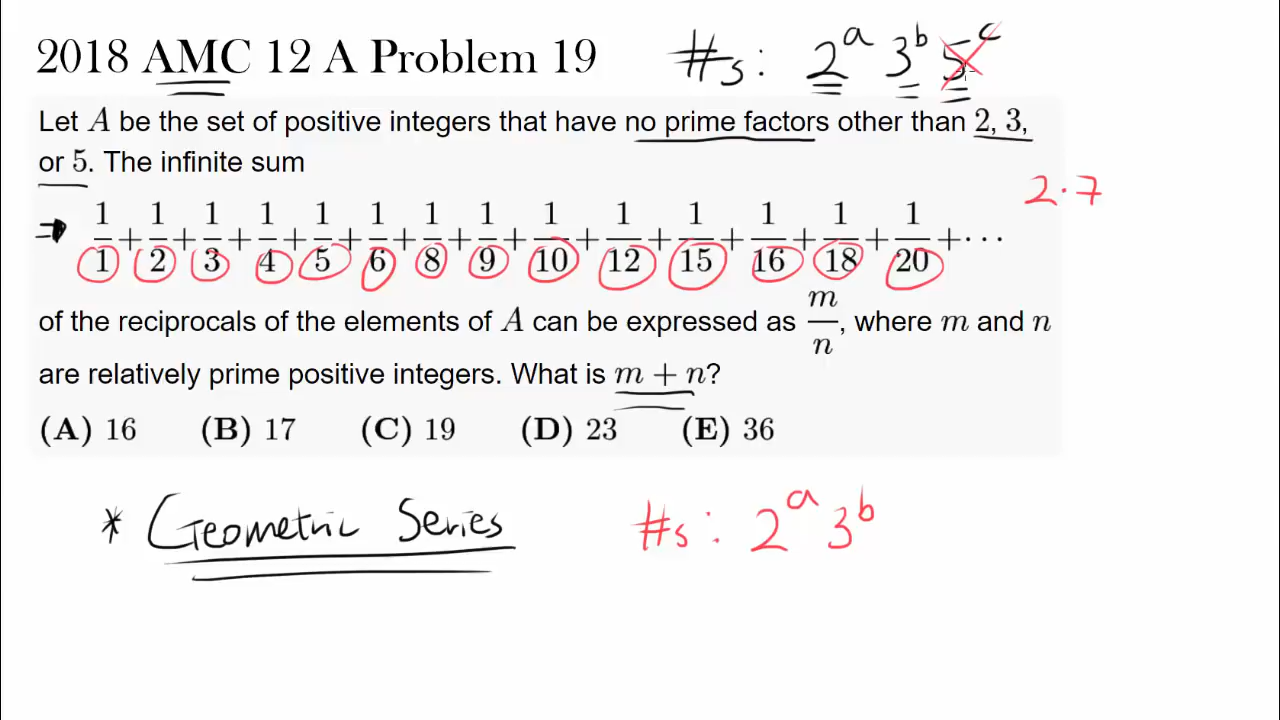 2018 AMC 12 A Problem 19
#s: 2^a 3^b 5^c
Let A be the set of positive integers that have no prime factors other than 2, 3,
or 5. The infinite sum
2·7
⇒ 1/1 + 1/2 + 1/3 + 1/4 + 1/5 + 1/6 + 1/8 + 1/9 + 1/10 + 1/12 + 1/15 + 1/16 + 1/18 + 1/20 + ···
of the reciprocals of the elements of A can be expressed as m/n, where m and n
are relatively prime positive integers. What is m + n?
(A) 16 (B) 17 (C) 19 (D) 23 (E) 36
* Geometric Series
#s: 2^a 3^b